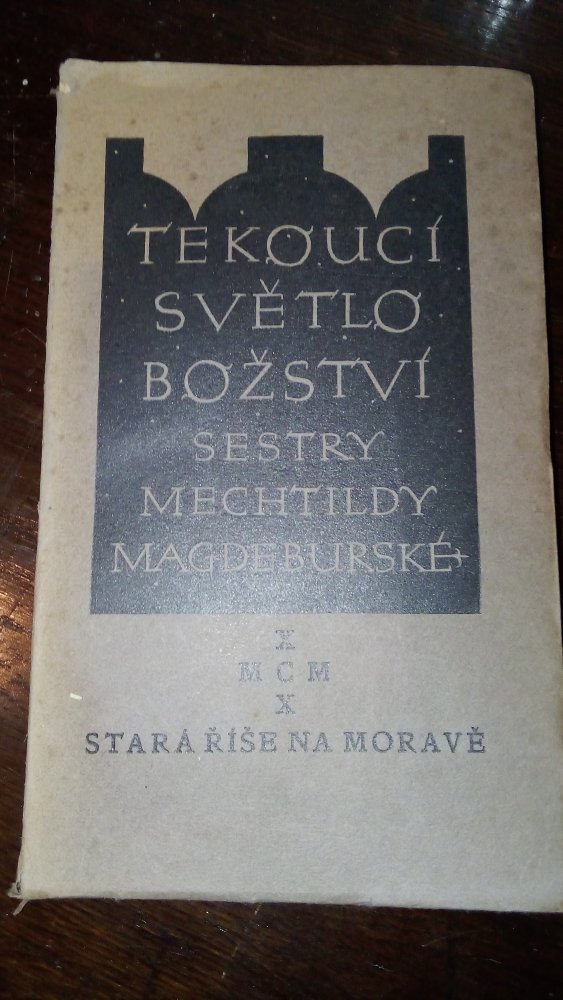 TEKOUCÍ
SVĚTLO
BOŽSTVÍ
SESTRY
MECHTILDY
MAGDEBURSKÉ+
X
MCM
X
STARÁ ŘÍŠE NA MORAVĚ